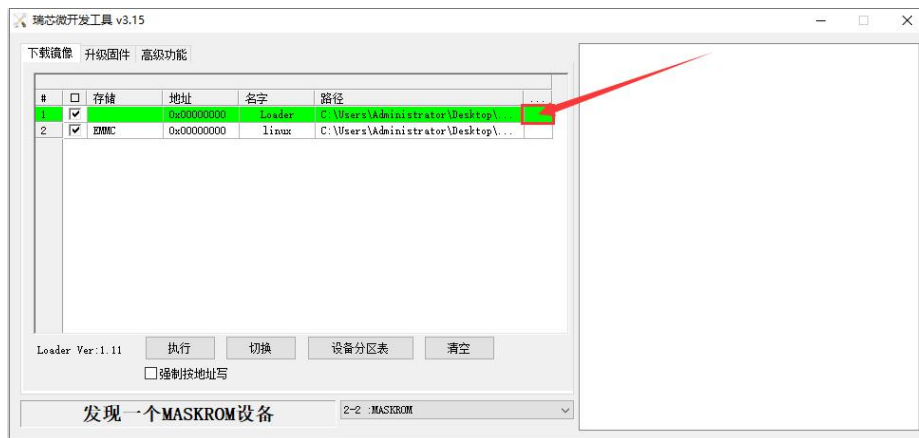 瑞芯微开发工具 v3.15
下载镜像 升级固件 高级功能
# 存储 地址 名字 路径 ...
1 0x00000000 Loader C:\Users\Administrator\Desktop\...
2 EMMC 0x00000000 linux C:\Users\Administrator\Desktop\...
Loader Ver:1.11 执行 切换 设备分区表 清空
强制按地址写
发现一个MASKROM设备 2-2 :MASKROM